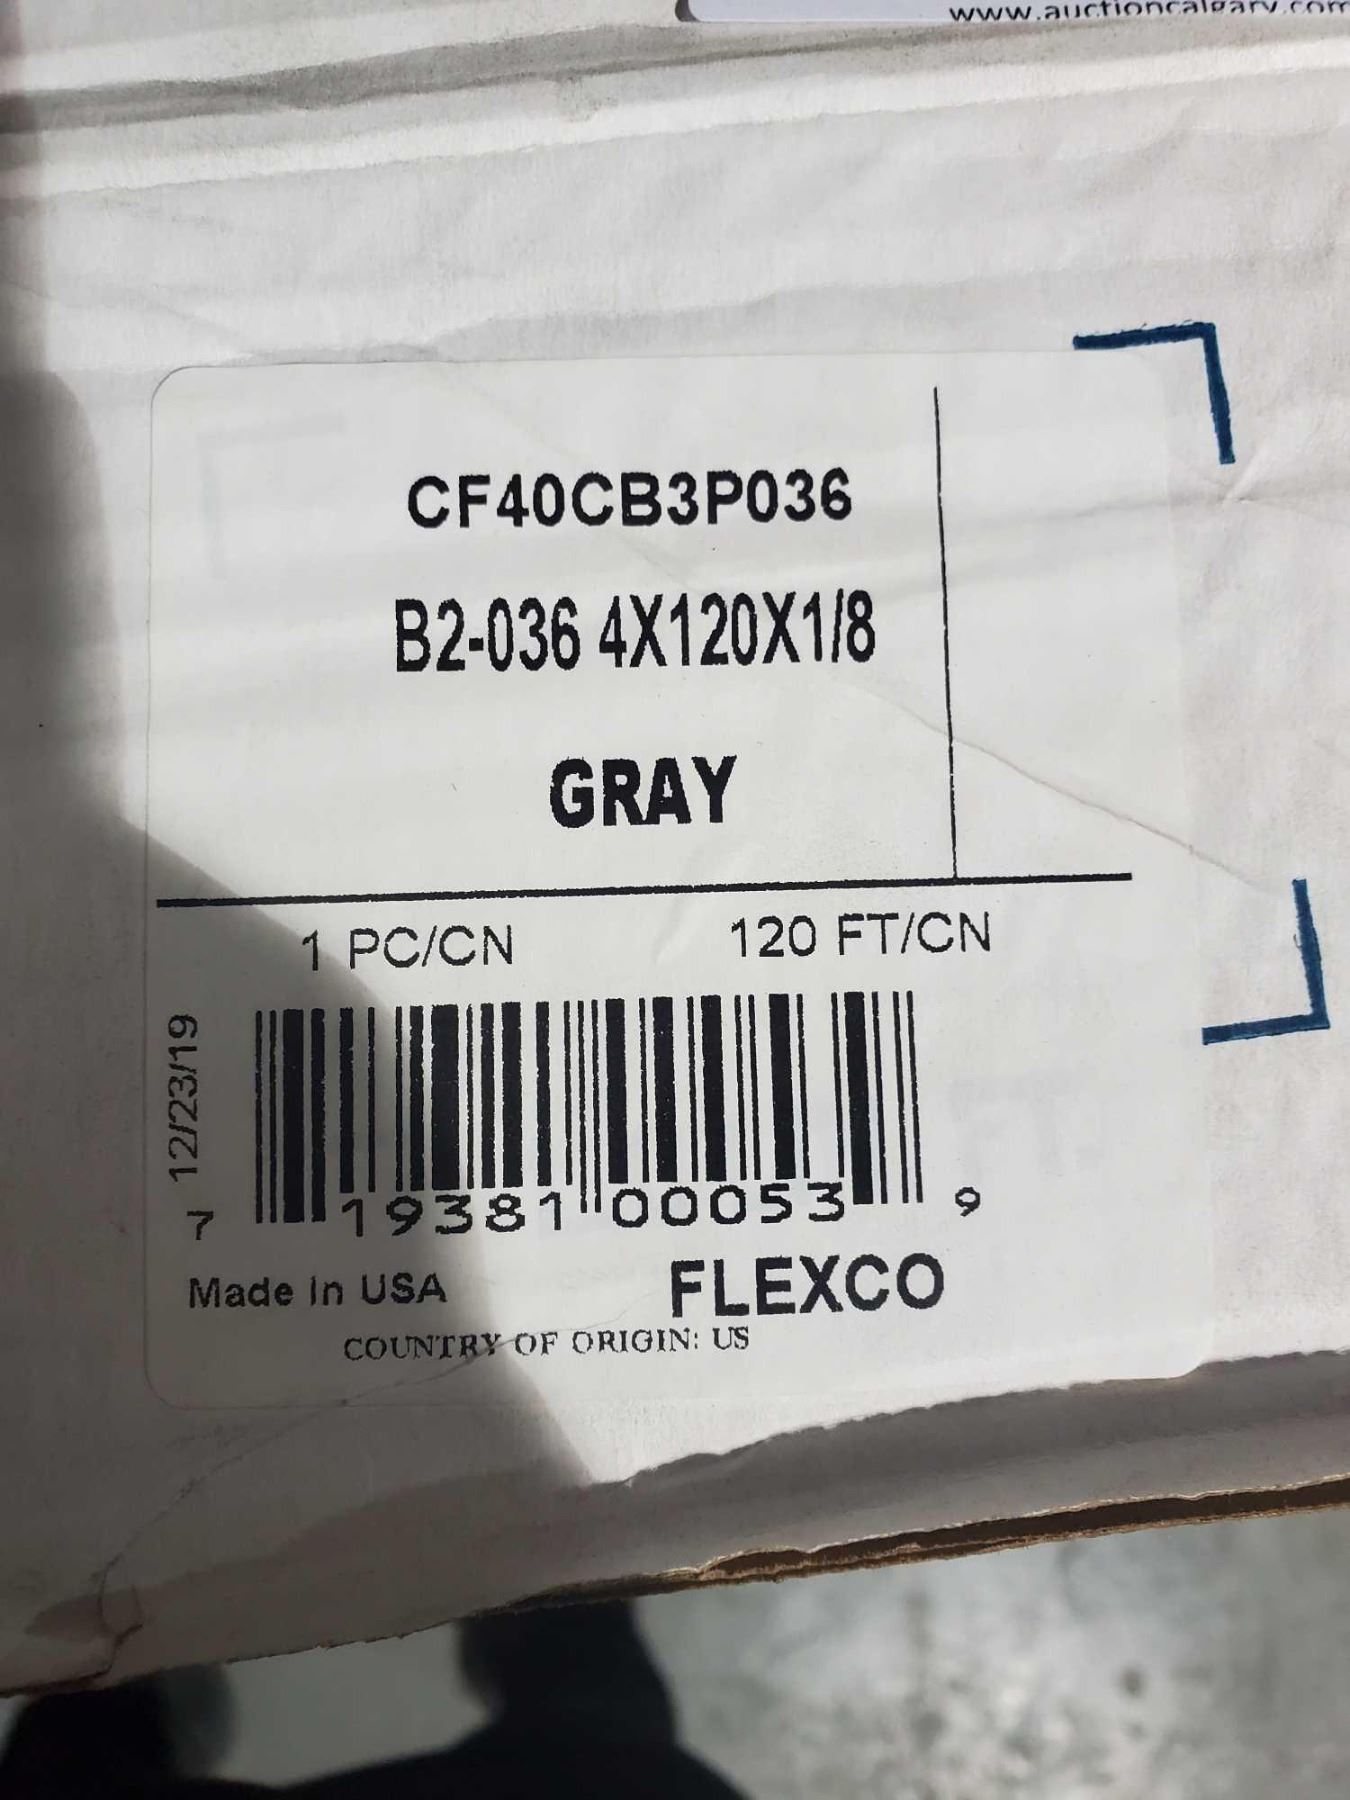 www.auctioncalgary.com
CF40CB3P036
B2-036 4X120X1/8
GRAY
1 PC/CN 120 FT/CN
12/23/19
7 19381 00053 9
Made In USA FLEXCO
COUNTRY OF ORIGIN: US